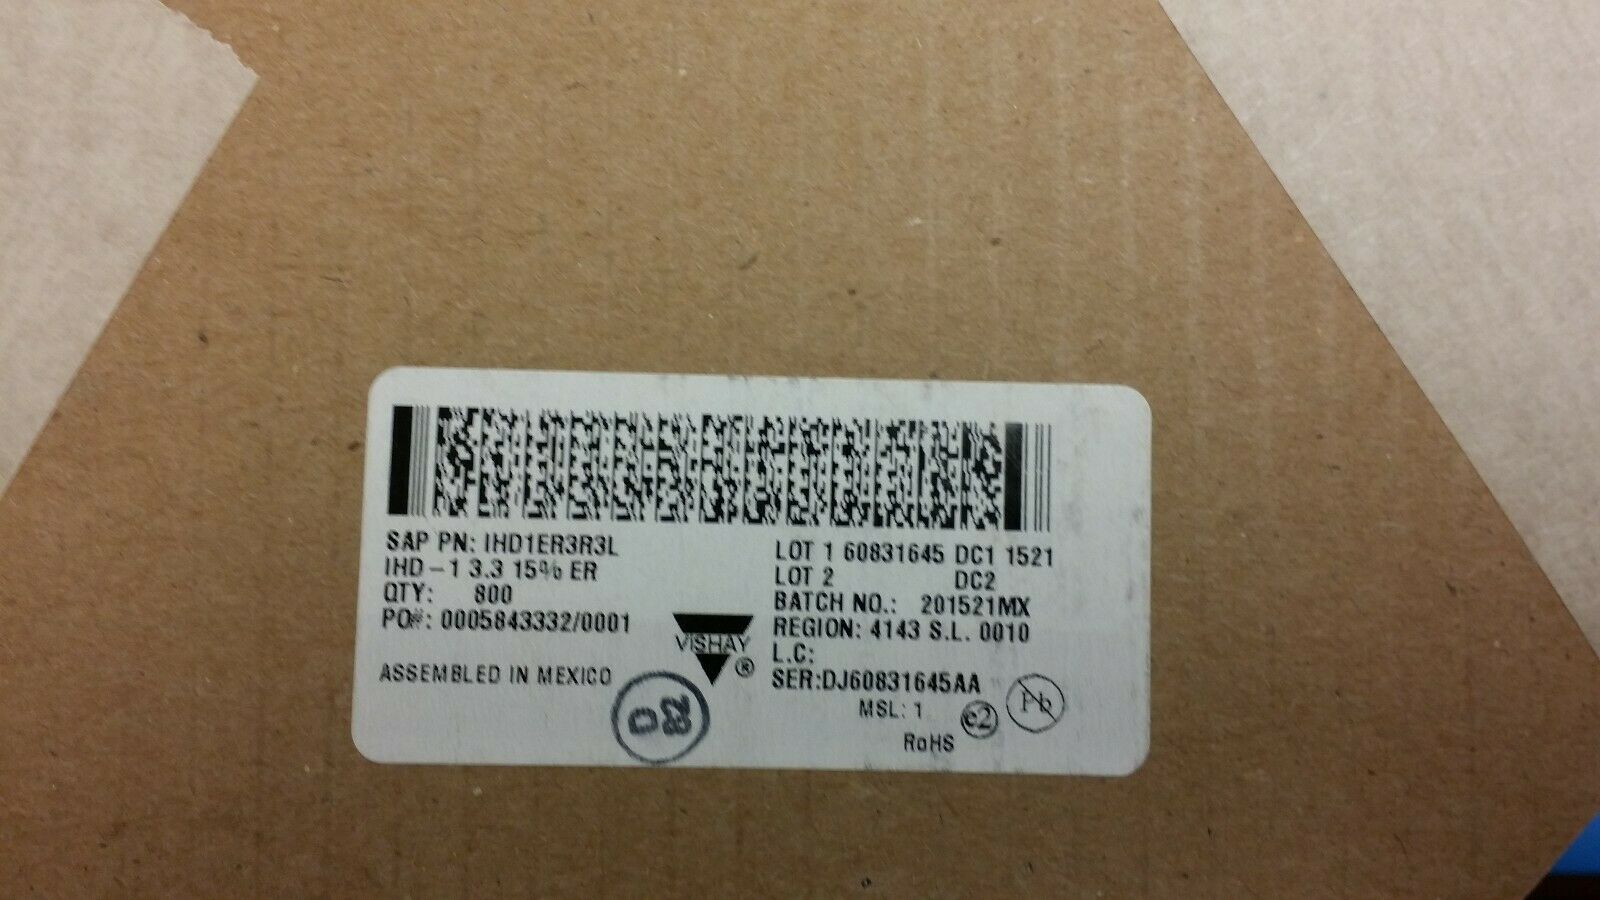 SAP PN: IHD1ER3R3L
IHD-1 3.3 15% ER
QTY: 800
PO#: 0005843332/0001
ASSEMBLED IN MEXICO
VISHAY
®
LOT 1 60831645 DC1 1521
LOT 2 DC2
BATCH NO.: 201521MX
REGION: 4143 S.L. 0010
L.C:
SER:DJ60831645AA
MSL: 1
e2
Pb
RoHS